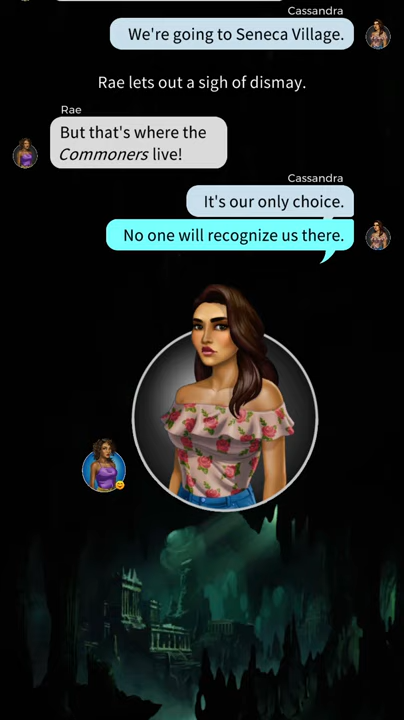 Cassandra
We're going to Seneca Village.
Rae lets out a sigh of dismay.
Rae
But that's where the
Commoners live!
Cassandra
It's our only choice.
No one will recognize us there.